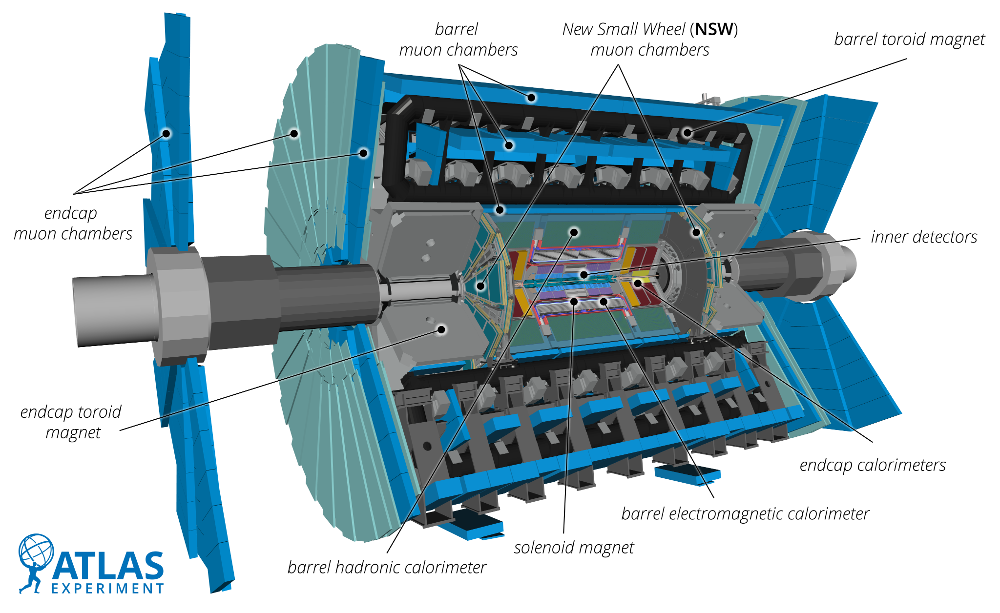 barrel
muon chambers
New Small Wheel (NSW)
muon chambers
barrel toroid magnet
endcap
muon chambers
inner detectors
endcap toroid
magnet
endcap calorimeters
barrel electromagnetic calorimeter
solenoid magnet
barrel hadronic calorimeter
ATLAS
EXPERIMENT